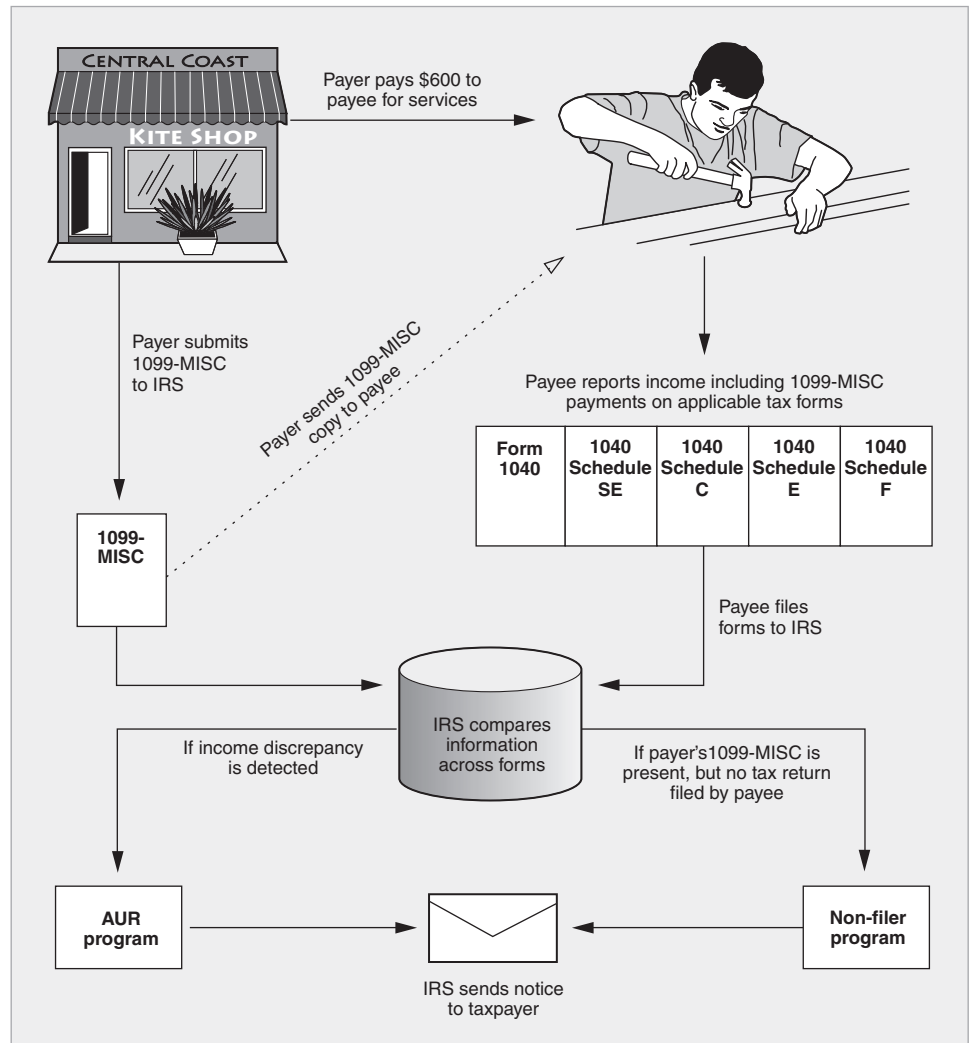 CENTRAL COAST
KITE SHOP
Payer pays $600 to
payee for services
Payer submits
1099-MISC
to IRS
Payer sends 1099-MISC
copy to payee
Payee reports income including 1099-MISC
payments on applicable tax forms
1099-
MISC
Form
1040
1040
Schedule
SE
1040
Schedule
C
1040
Schedule
E
1040
Schedule
F
Payee files
forms to IRS
IRS compares
information
across forms
If income discrepancy
is detected
If payer's1099-MISC is
present, but no tax return
filed by payee
AUR
program
Non-filer
program
IRS sends notice
to taxpayer